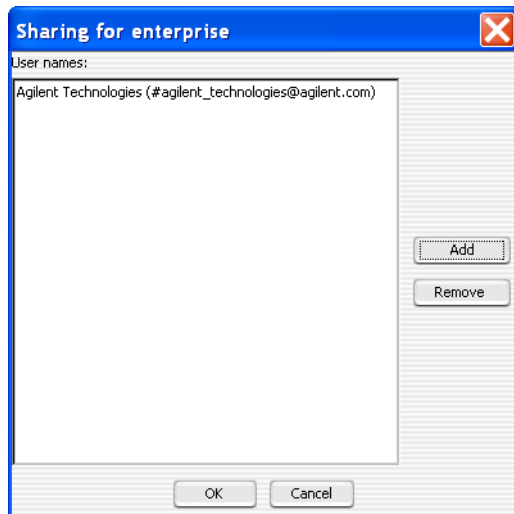 Sharing for enterprise
User names:
Agilent Technologies (#agilent_technologies@agilent.com)
Add
Remove
OK
Cancel